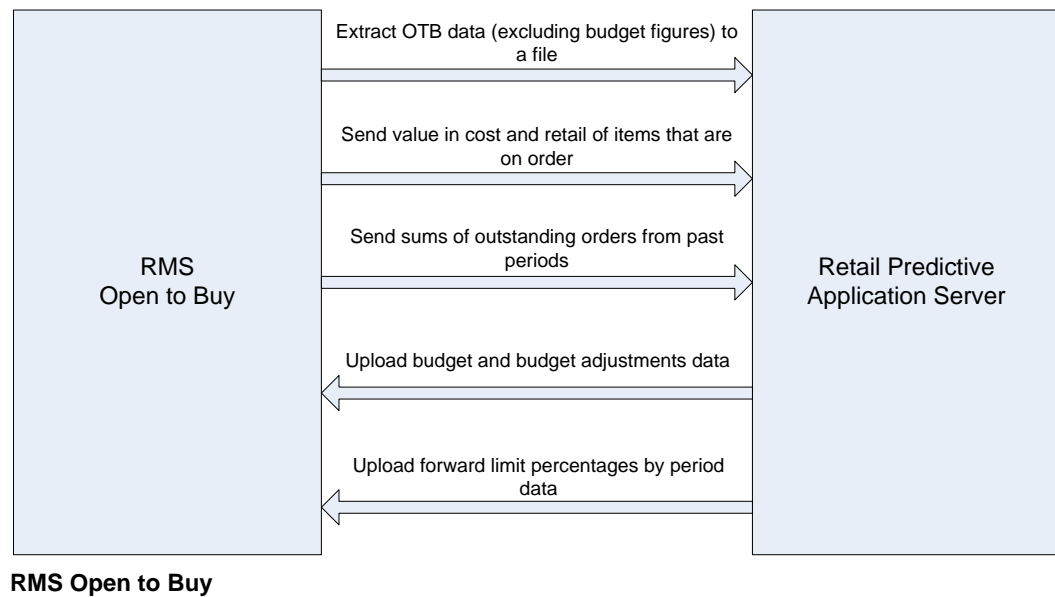 Extract OTB data (excluding budget figures) to
a file
Send value in cost and retail of items that are
on order
Send sums of outstanding orders from past
periods
RMS
Open to Buy
Retail Predictive
Application Server
Upload budget and budget adjustments data
Upload forward limit percentages by period
data
RMS Open to Buy